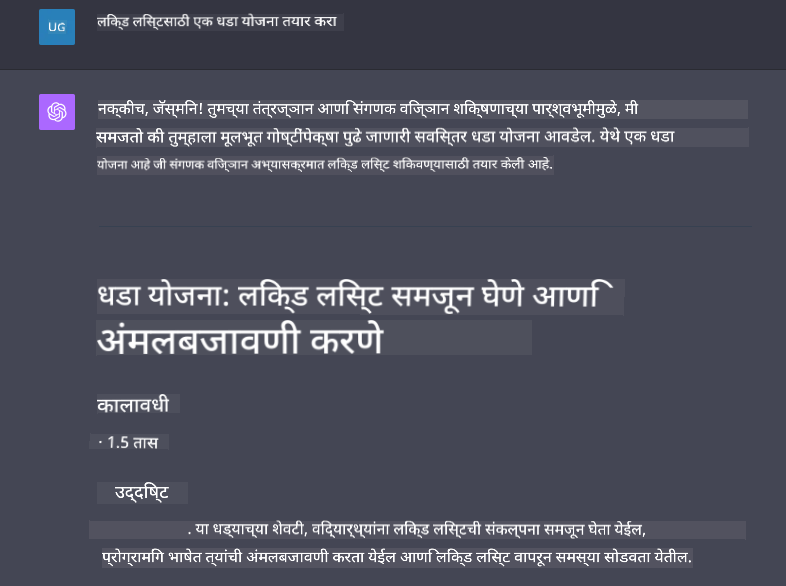 UG
लिंक्ड लिस्टसाठी एक धडा योजना तयार करा
नक्कीच, जॅस्मिन! तुमच्या तंत्रज्ञान आणि संगणक विज्ञान शिक्षणाच्या पार्श्वभूमीमुळे, मी
समजतो की तुम्हाला मूलभूत गोष्टींपेक्षा पुढे जाणारी सविस्तर धडा योजना आवडेल. येथे एक धडा
योजना आहे जी संगणक विज्ञान अभ्यासक्रमात लिंक्ड लिस्ट शिकवण्यासाठी तयार केली आहे.
धडा योजना: लिंक्ड लिस्ट समजून घेणे आणि
अंमलबजावणी करणे
कालावधी
· 1.5 तास
उद्दिष्ट
. या धड्याच्या शेवटी, विद्यार्थ्यांना लिंक्ड लिस्टची संकल्पना समजून घेता येईल,
प्रोग्रामिंग भाषेत त्यांची अंमलबजावणी करता येईल आणि लिंक्ड लिस्ट वापरून समस्या सोडवता येतील.